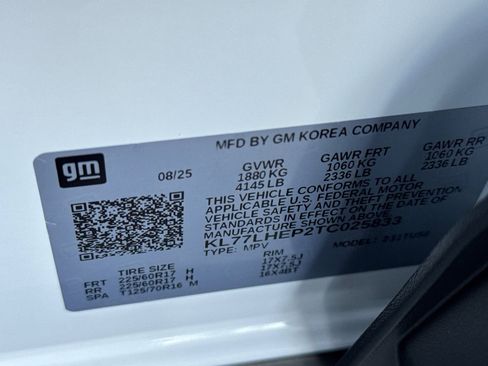 MFD BY GM KOREA COMPANY
gm
08/25
GVWR
1880 KG
4145 LB
GAWR FRT
1060 KG
2336 LB
GAWR RR
1060 KG
2336 LB
THIS VEHICLE CONFORMS TO ALL
APPLICABLE U.S. FEDERAL MOTOR
VEHICLE SAFETY AND THEFT PREVENTION
STANDARDS IN EFFECT ON THE DATE OF
MANUFACTURE SHOWN ABOVE
KL77LHEP2TC025833
TYPE: MPV
MODEL:
TIRE SIZE
RIM
FRT 225/60R17 H 17X7.5J
RR 225/60R17 H 17X7.5J
SPA T125/70R16 M 16X4BT